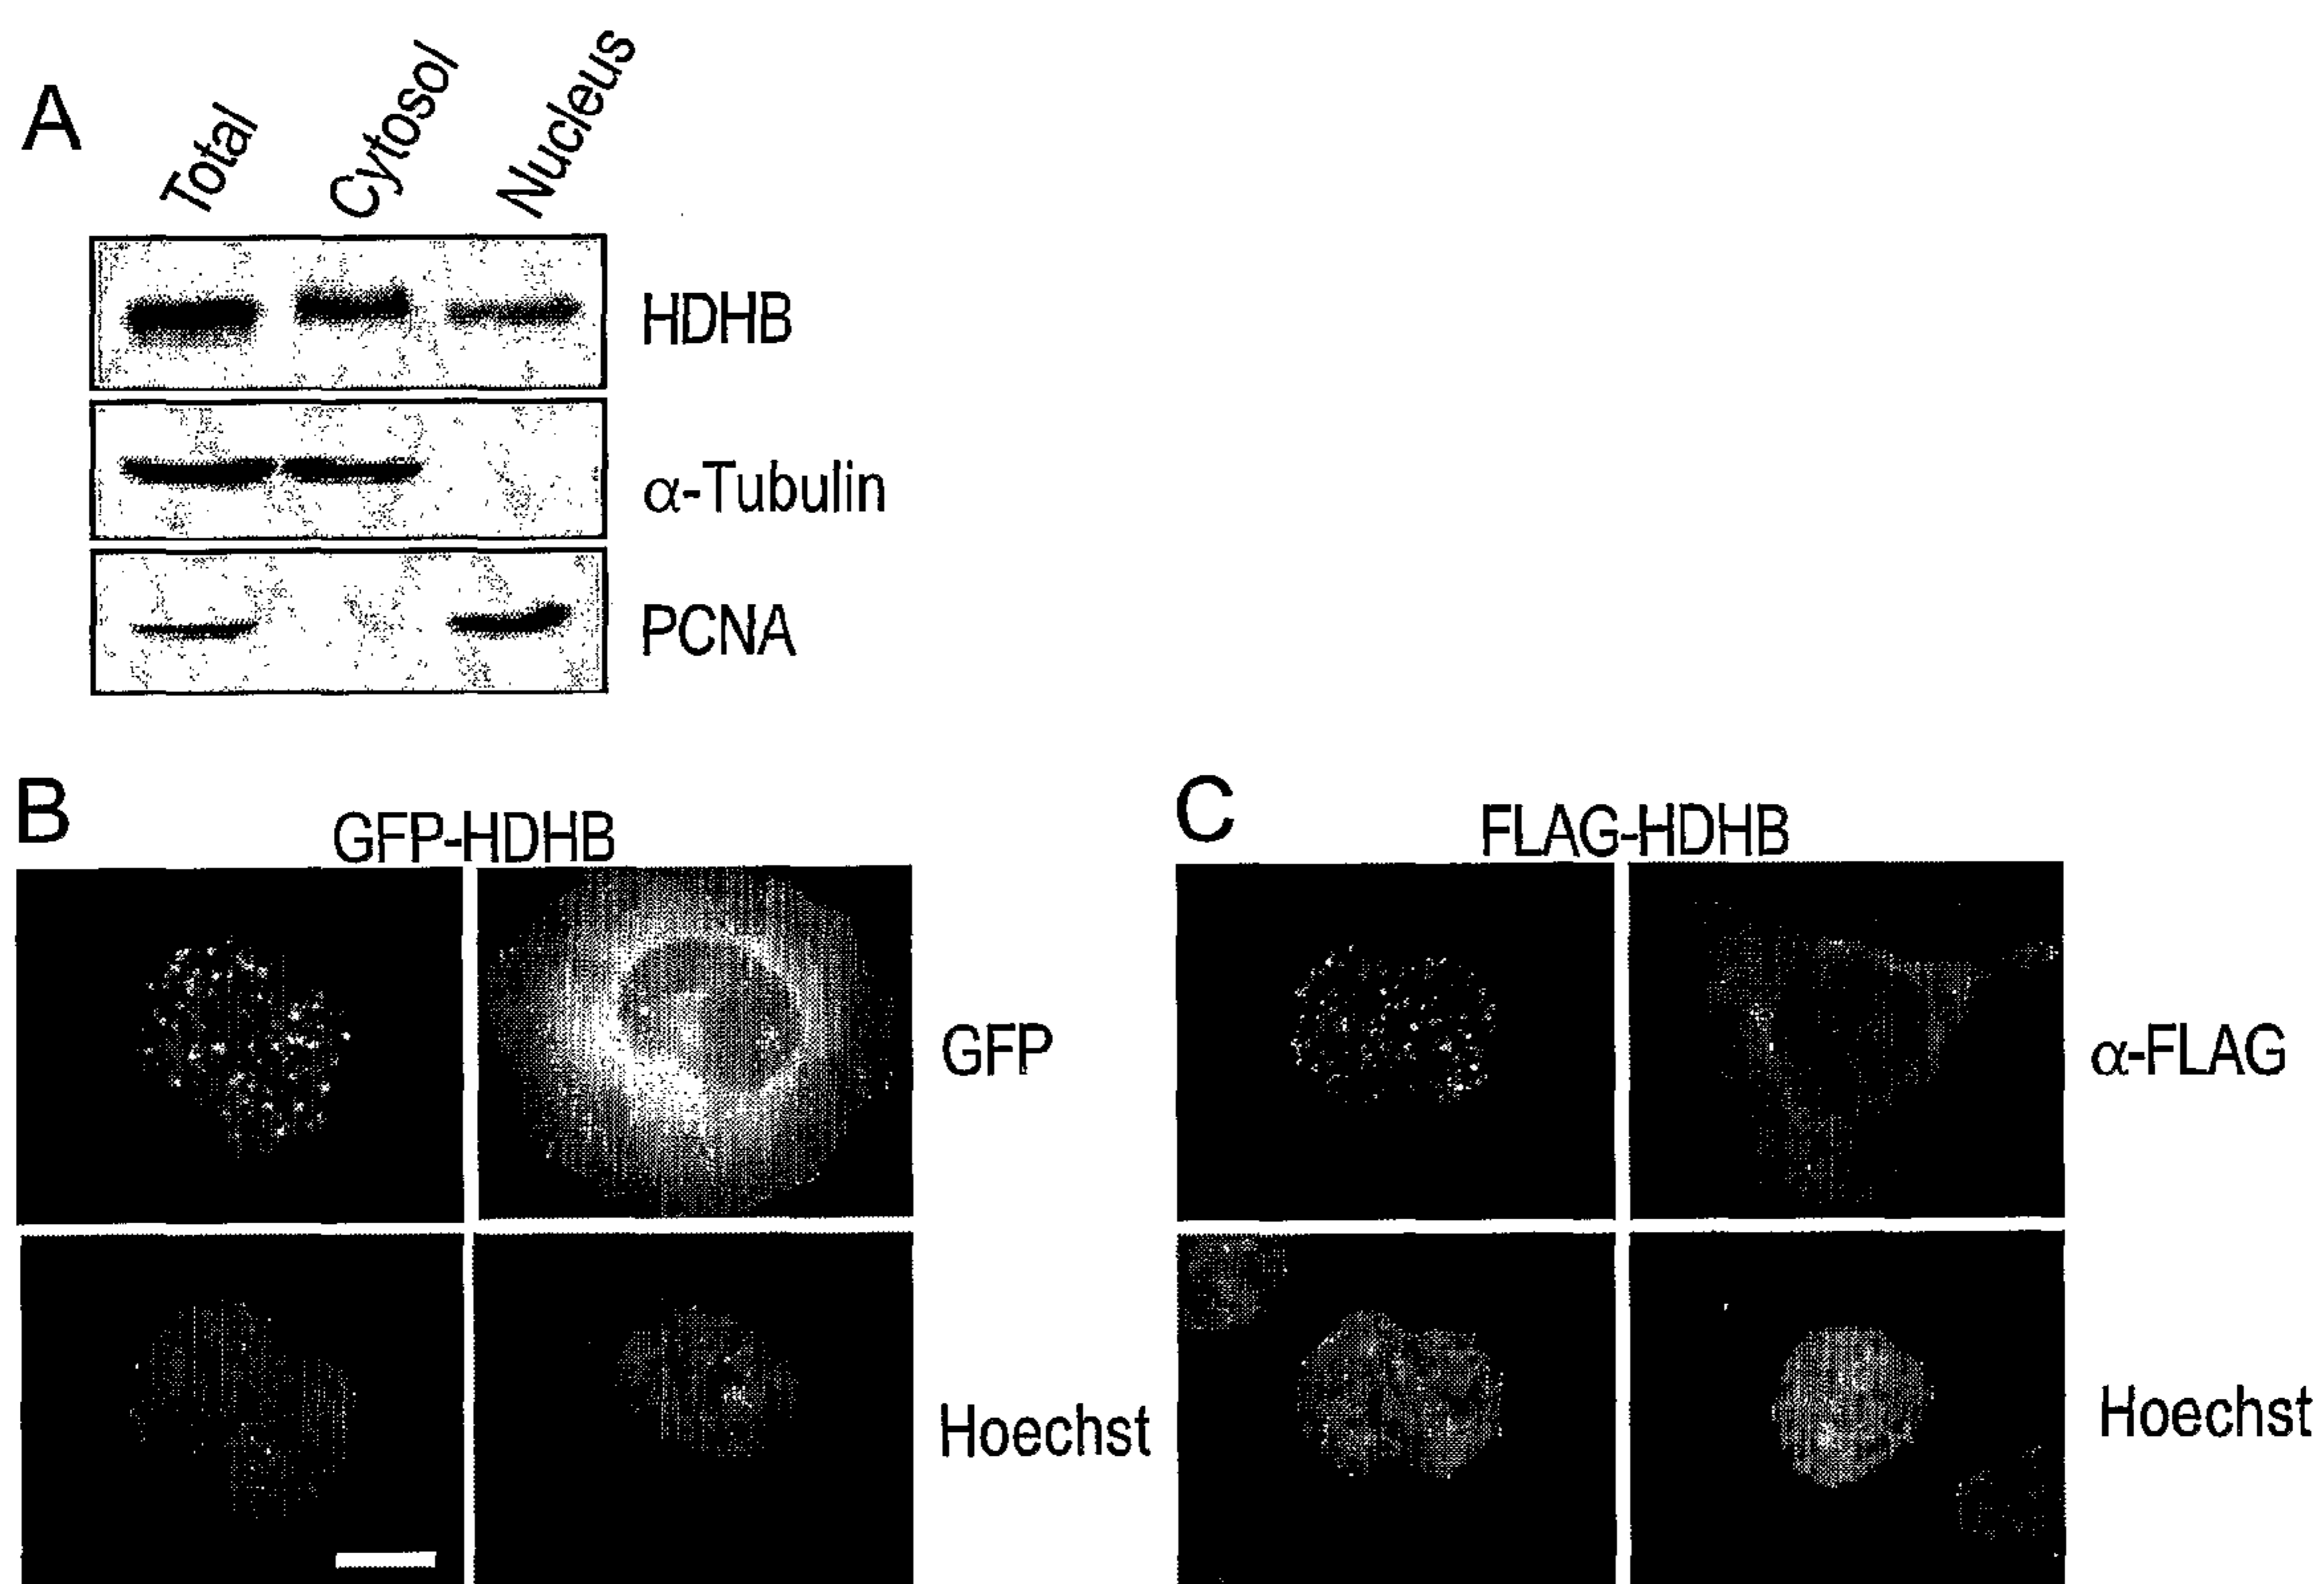 A
Total Cytosol Nucleus
HDHB
α-Tubulin
PCNA
B
GFP-HDHB
GFP
Hoechst
C
FLAG-HDHB
α-FLAG
Hoechst